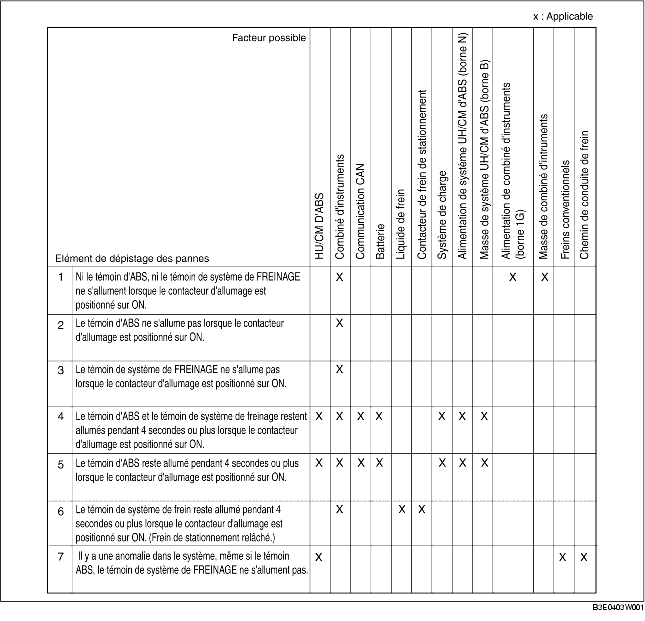 x : Applicable
Facteur possible
Elément de dépistage des pannes
HU/CM D'ABS
Combiné d'instruments
Communication CAN
Batterie
Liquide de frein
Contacteur de frein de stationnement
Système de charge
Alimentation de système UH/CM d'ABS (borne N)
Masse de système UH/CM d'ABS (borne B)
Alimentation de combiné d'instruments
(borne 1G)
Masse de combiné d'intruments
Freins conventionnels
Chemin de conduite de frein
1 Ni le témoin d'ABS, ni le témoin de système de FREINAGE X X X
ne s'allument lorsque le contacteur d'allumage est
positionné sur ON.
2 Le témoin d'ABS ne s'allume pas lorsque le contacteur X
d'allumage est positionné sur ON.
3 Le témoin de système de FREINAGE ne s'allume pas X
lorsque le contacteur d'allumage est positionné sur ON.
4 Le témoin d'ABS et le témoin de système de freinage restent X X X X X X X
allumés pendant 4 secondes ou plus lorsque le contacteur
d'allumage est positionné sur ON.
5 Le témoin d'ABS reste allumé pendant 4 secondes ou plus X X X X X X X
lorsque le contacteur d'allumage est positionné sur ON.
6 Le témoin de système de frein reste allumé pendant 4 X X X
secondes ou plus lorsque le contacteur d'allumage est
positionné sur ON. (Frein de stationnement relâché.)
7 Il y a une anomalie dans le système, même si le témoin X X X
ABS, le témoin de système de FREINAGE ne s'allument pas.
B3E0403W001